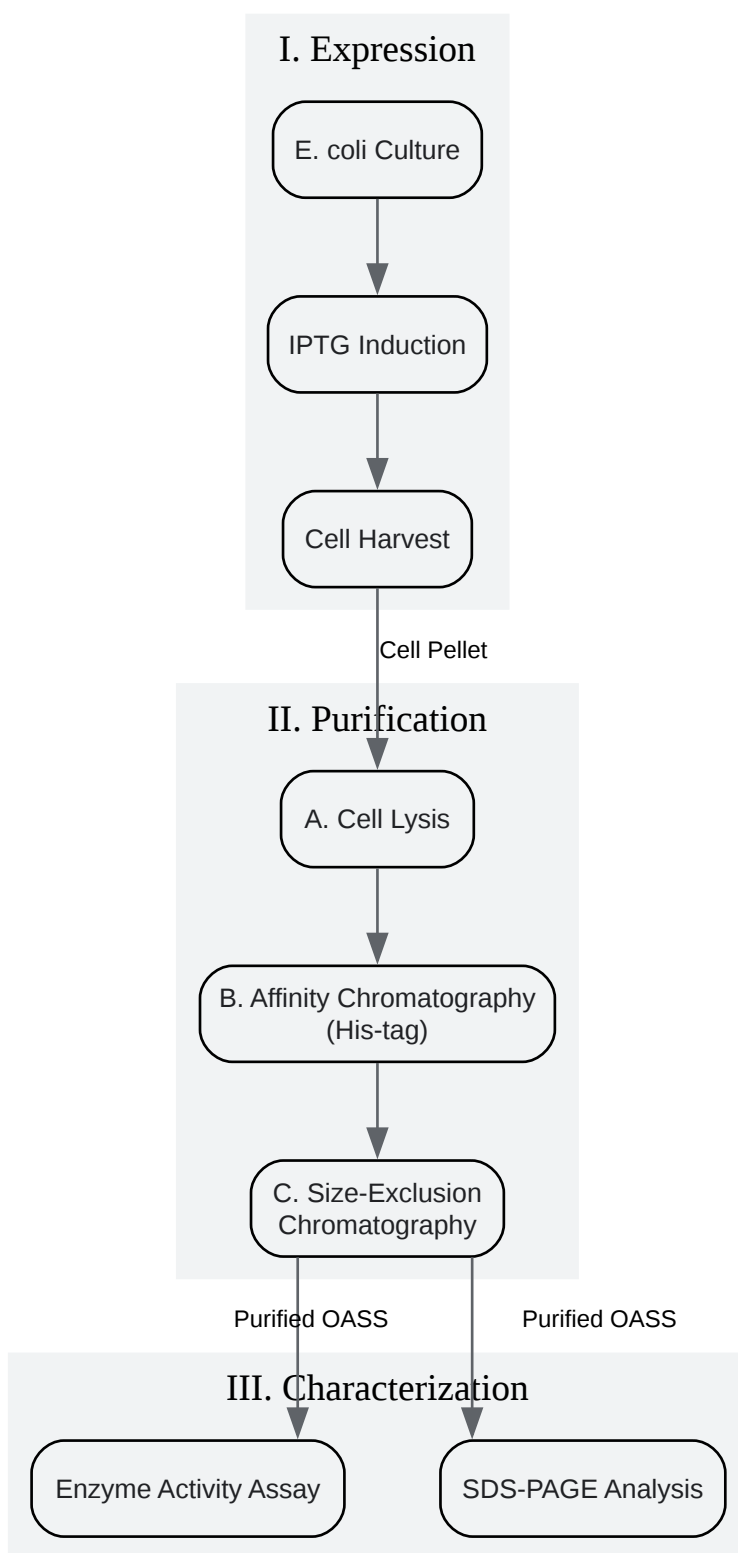 I. Expression
E. coli Culture
IPTG Induction
Cell Harvest
Cell Pellet
II. Purification
A. Cell Lysis
B. Affinity Chromatography
(His-tag)
C. Size-Exclusion
Chromatography
Purified OASS
Purified OASS
III. Characterization
Enzyme Activity Assay
SDS-PAGE Analysis